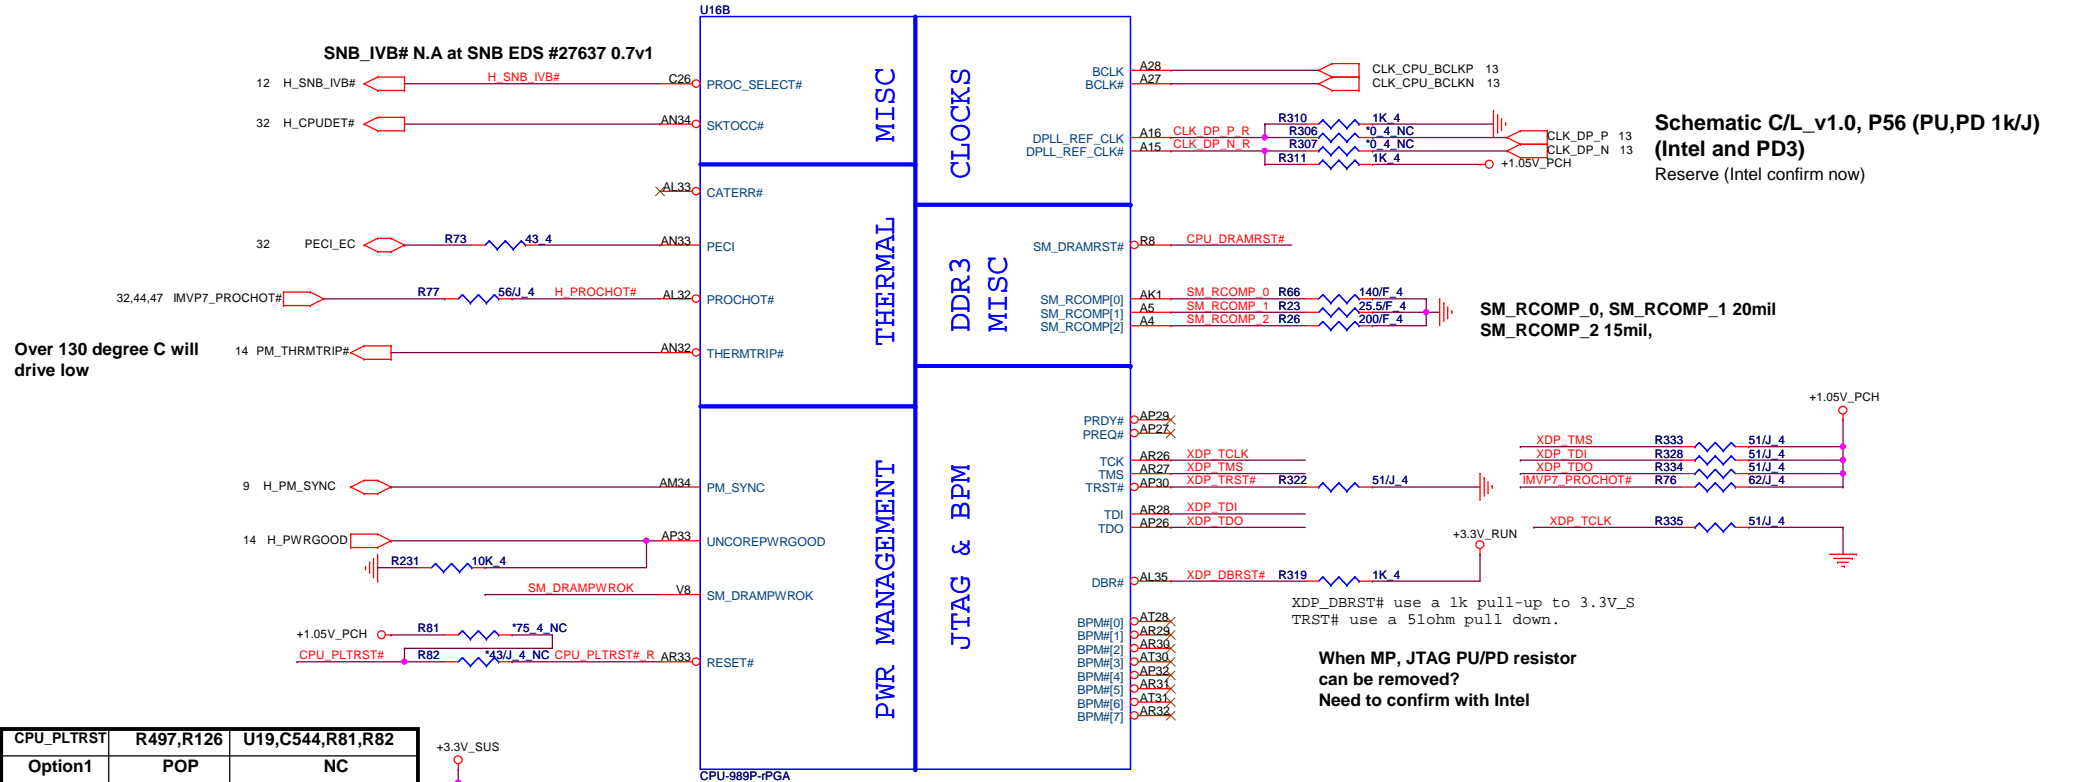 U16B
SNB_IVB# N.A at SNB EDS #27637 0.7v1
12 H_SNB_IVB# H_SNB_IVB# C26 PROC_SELECT#
32 H_CPUDET# AN34 SKTOCC#
MISC
AL33 CATERR#
32 PECI_EC R73 43_4 AN33 PECI
32,44,47 IMVP7_PROCHOT# R77 56/J_4 H_PROCHOT# AL32 PROCHOT#
Over 130 degree C will
drive low
14 PM_THRMTRIP# AN32 THERMTRIP#
THERMAL
9 H_PM_SYNC AM34 PM_SYNC
14 H_PWRGOOD AP33 UNCOREPWRGOOD
R231 10K_4
SM_DRAMPWROK V8 SM_DRAMPWROK
+1.05V_PCH R81 *75_4_NC
CPU_PLTRST# R82 *43/J_4_NC CPU_PLTRST#_R AR33 RESET#
PWR MANAGEMENT
CLOCKS
BCLK A28 CLK_CPU_BCLKP 13
BCLK# A27 CLK_CPU_BCLKN 13
R310 1K_4
DPLL_REF_CLK A16 CLK_DP_P_R R306 *0_4_NC CLK_DP_P 13
DPLL_REF_CLK# A15 CLK_DP_N_R R307 *0_4_NC CLK_DP_N 13
R311 1K_4 +1.05V_PCH
Schematic C/L_v1.0, P56 (PU,PD 1k/J)
(Intel and PD3)
Reserve (Intel confirm now)
DDR3
MISC
SM_DRAMRST# R8 CPU_DRAMRST#
SM_RCOMP[0] AK1 SM_RCOMP_0 R66 140/F_4
SM_RCOMP[1] A5 SM_RCOMP_1 R23 25.5/F_4
SM_RCOMP[2] A4 SM_RCOMP_2 R26 200/F_4
SM_RCOMP_0, SM_RCOMP_1 20mil
SM_RCOMP_2 15mil,
JTAG & BPM
PRDY# AP29
PREQ# AP27
TCK AR26 XDP_TCLK
TMS AR27 XDP_TMS
TRST# AP30 XDP_TRST# R322 51/J_4
TDI AR28 XDP_TDI
TDO AP26 XDP_TDO
+1.05V_PCH
XDP_TMS R333 51/J_4
XDP_TDI R328 51/J_4
XDP_TDO R334 51/J_4
IMVP7_PROCHOT# R76 62/J_4
XDP_TCLK R335 51/J_4
+3.3V_RUN
DBR# AL35 XDP_DBRST# R319 1K_4
XDP_DBRST# use a 1k pull-up to 3.3V_S
TRST# use a 51ohm pull down.
BPM#[0] AT28
BPM#[1] AR29
BPM#[2] AR30
BPM#[3] AT30
BPM#[4] AP32
BPM#[5] AR31
BPM#[6] AT31
BPM#[7] AR32
When MP, JTAG PU/PD resistor
can be removed?
Need to confirm with Intel
CPU_PLTRST R497,R126 U19,C544,R81,R82
Option1 POP NC
+3.3V_SUS
CPU-989P-rPGA